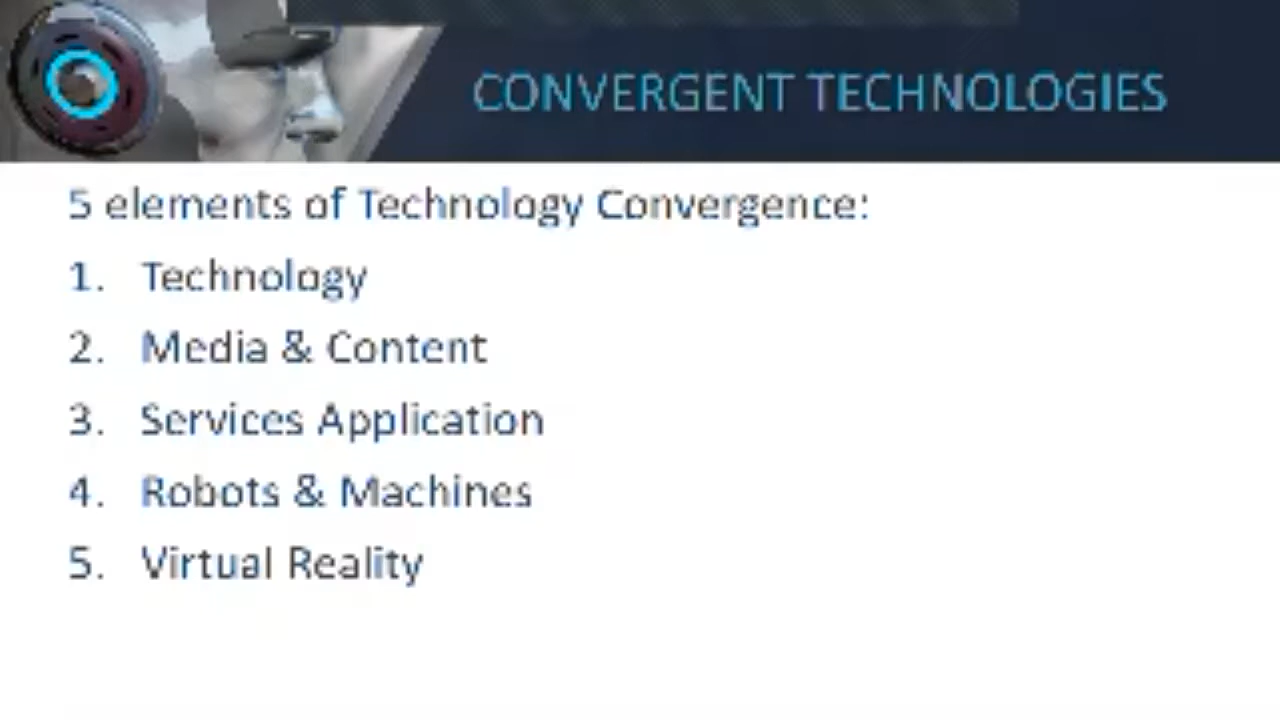 CONVERGENT TECHNOLOGIES
5 elements of Technology Convergence:
1. Technology
2. Media & Content
3. Services Application
4. Robots & Machines
5. Virtual Reality